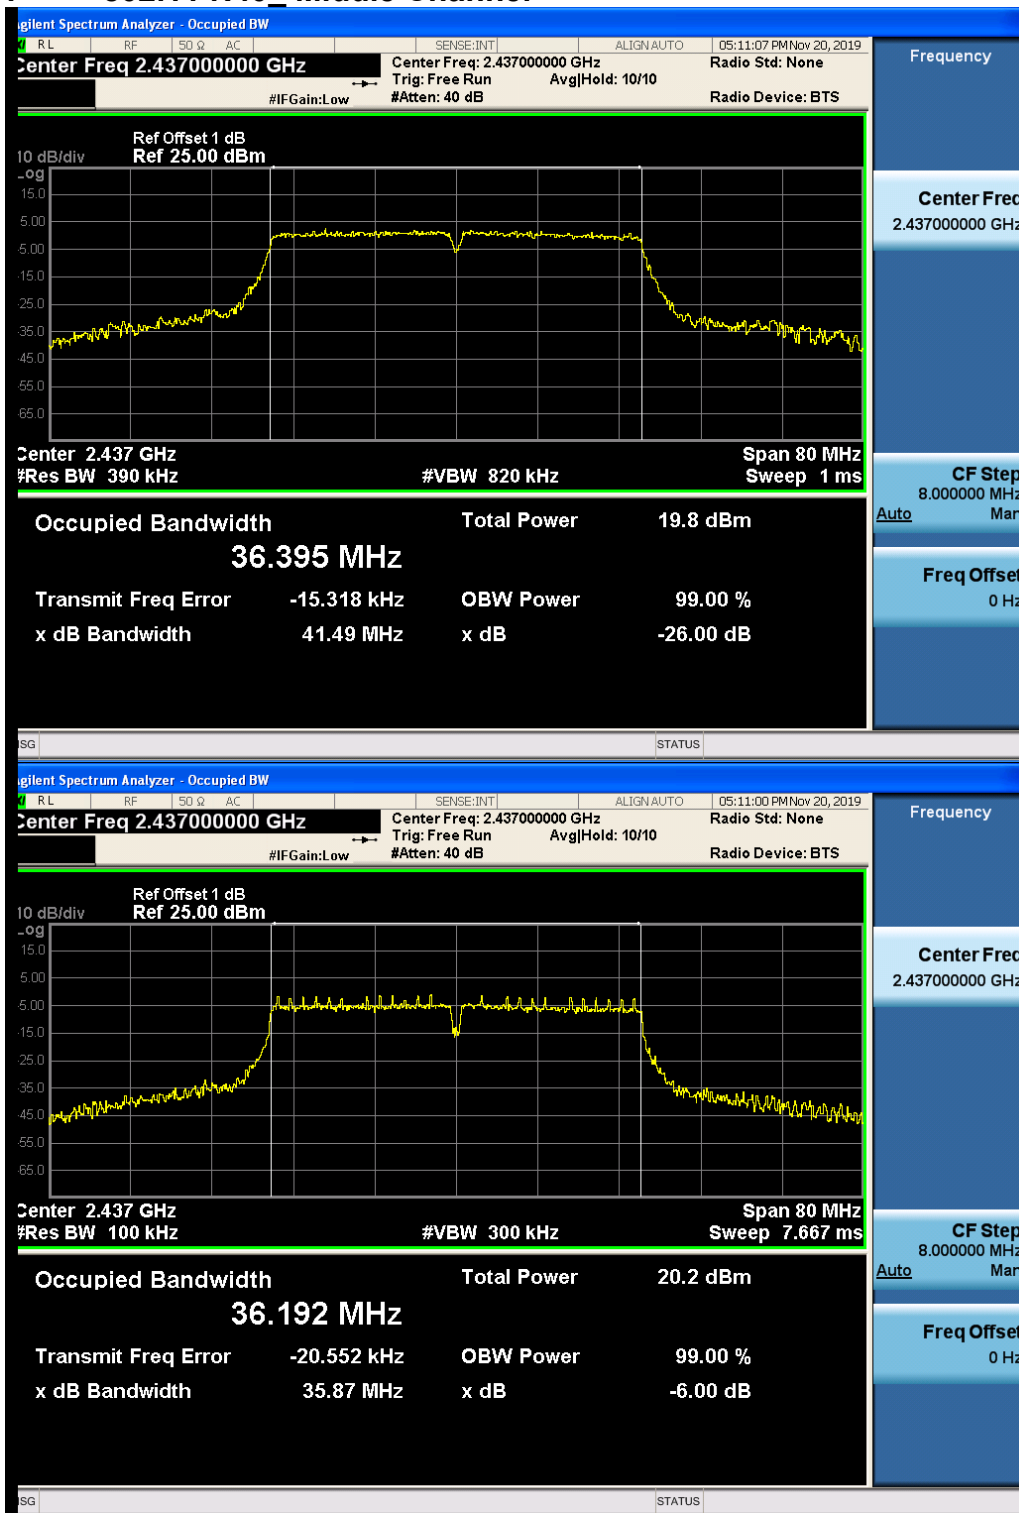 Agilent Spectrum Analyzer - Occupied BW
RL RF 50 Ω AC SENSE:INT ALIGN AUTO 05:11:07 PM Nov 20, 2019
Center Freq 2.437000000 GHz
Center Freq: 2.437000000 GHz Radio Std: None
Trig: Free Run Avg|Hold: 10/10
#IFGain:Low #Atten: 40 dB Radio Device: BTS
Frequency
Ref Offset 1 dB
10 dB/div Ref 25.00 dBm
Log
15.0
5.00
-5.00
-15.0
-25.0
-35.0
-45.0
-55.0
-65.0
Center Freq
2.437000000 GHz
Center 2.437 GHz Span 80 MHz
#Res BW 390 kHz #VBW 820 kHz Sweep 1 ms
CF Step
8.000000 MHz
Auto Man
Occupied Bandwidth Total Power 19.8 dBm
36.395 MHz
Transmit Freq Error -15.318 kHz OBW Power 99.00 %
x dB Bandwidth 41.49 MHz x dB -26.00 dB
Freq Offset
0 Hz
MSG STATUS
Agilent Spectrum Analyzer - Occupied BW
RL RF 50 Ω AC SENSE:INT ALIGN AUTO 05:11:00 PM Nov 20, 2019
Center Freq 2.437000000 GHz
Center Freq: 2.437000000 GHz Radio Std: None
Trig: Free Run Avg|Hold: 10/10
#IFGain:Low #Atten: 40 dB Radio Device: BTS
Frequency
Ref Offset 1 dB
10 dB/div Ref 25.00 dBm
Log
15.0
5.00
-5.00
-15.0
-25.0
-35.0
-45.0
-55.0
-65.0
Center Freq
2.437000000 GHz
Center 2.437 GHz Span 80 MHz
#Res BW 100 kHz #VBW 300 kHz Sweep 7.667 ms
CF Step
8.000000 MHz
Auto Man
Occupied Bandwidth Total Power 20.2 dBm
36.192 MHz
Transmit Freq Error -20.552 kHz OBW Power 99.00 %
x dB Bandwidth 35.87 MHz x dB -6.00 dB
Freq Offset
0 Hz
MSG STATUS